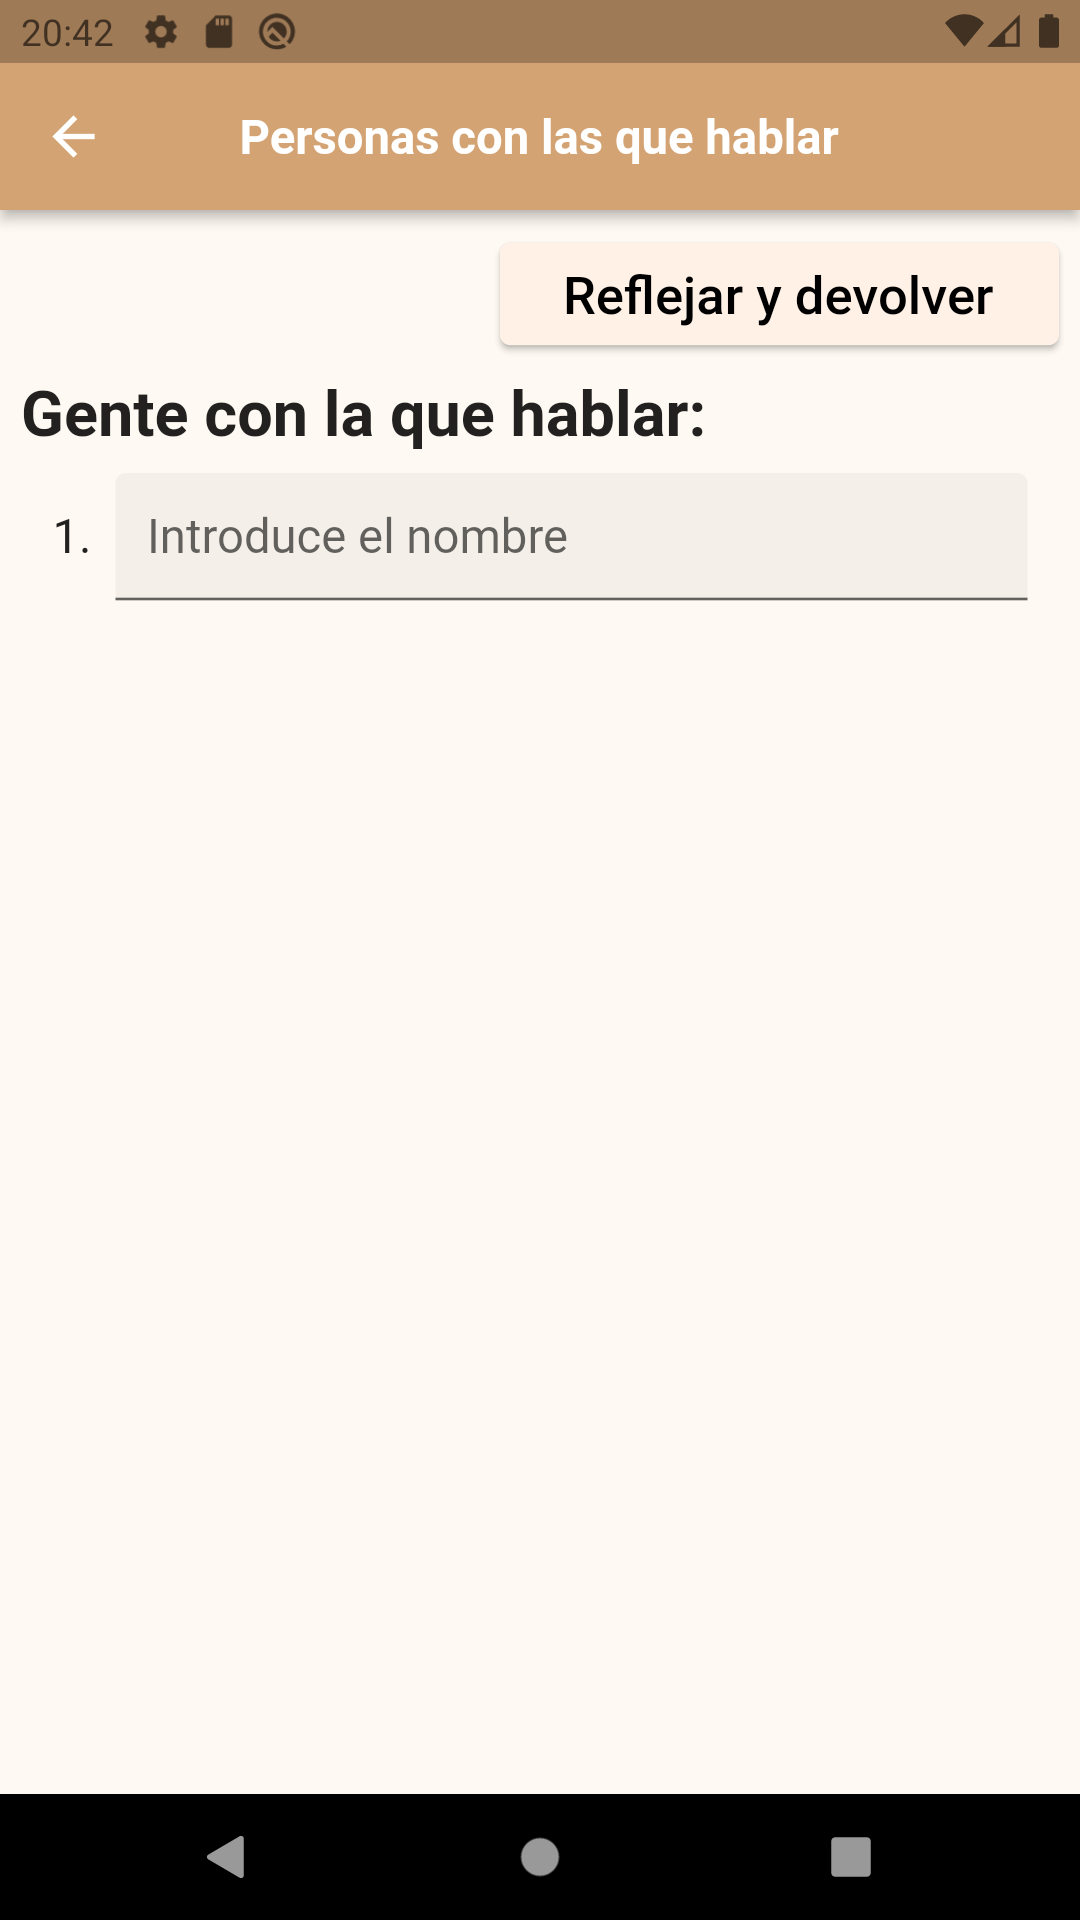 20:42
Personas con las que hablar
Reflejar y devolver
Gente con la que hablar:
1. Introduce el nombre